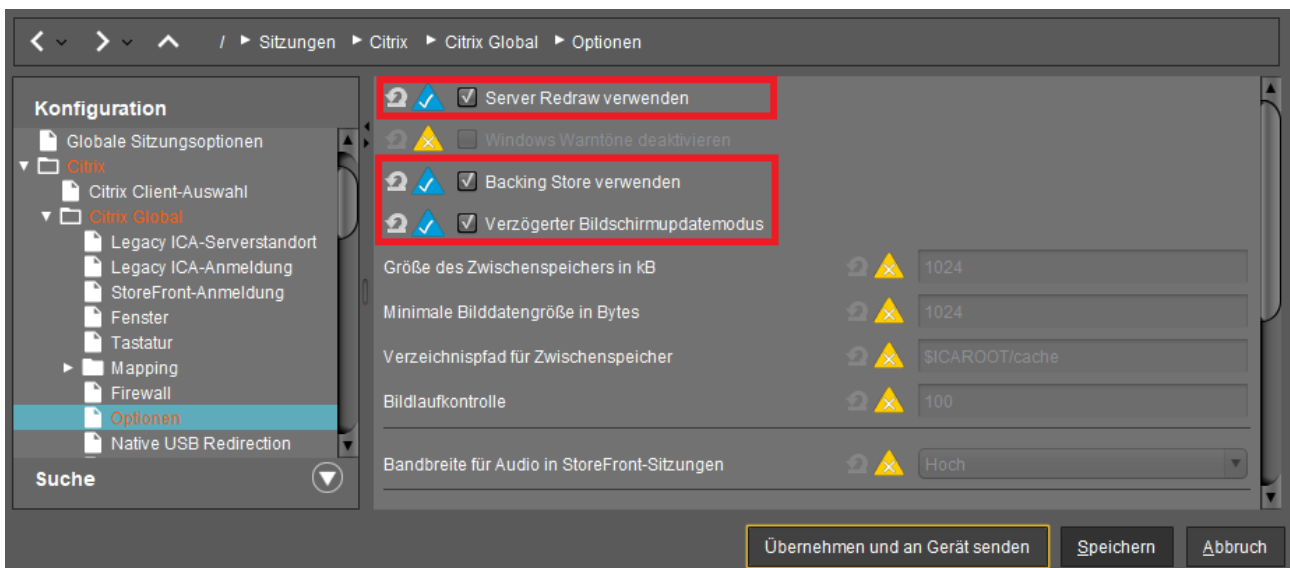 / Sitzungen Citrix Citrix Global Optionen
Konfiguration
Globale Sitzungsoptionen
Citrix
Citrix Client-Auswahl
Citrix Global
Legacy ICA-Serverstandort
Legacy ICA-Anmeldung
StoreFront-Anmeldung
Fenster
Tastatur
Mapping
Firewall
Optionen
Native USB Redirection
Suche
Server Redraw verwenden
Windows Warntöne deaktivieren
Backing Store verwenden
Verzögerter Bildschirmupdatemodus
Größe des Zwischenspeichers in kB 1024
Minimale Bilddatengröße in Bytes 1024
Verzeichnispfad für Zwischenspeicher $ICAROOT/cache
Bildlaufkontrolle 100
Bandbreite für Audio in StoreFront-Sitzungen Hoch
Übernehmen und an Gerät senden Speichern Abbruch